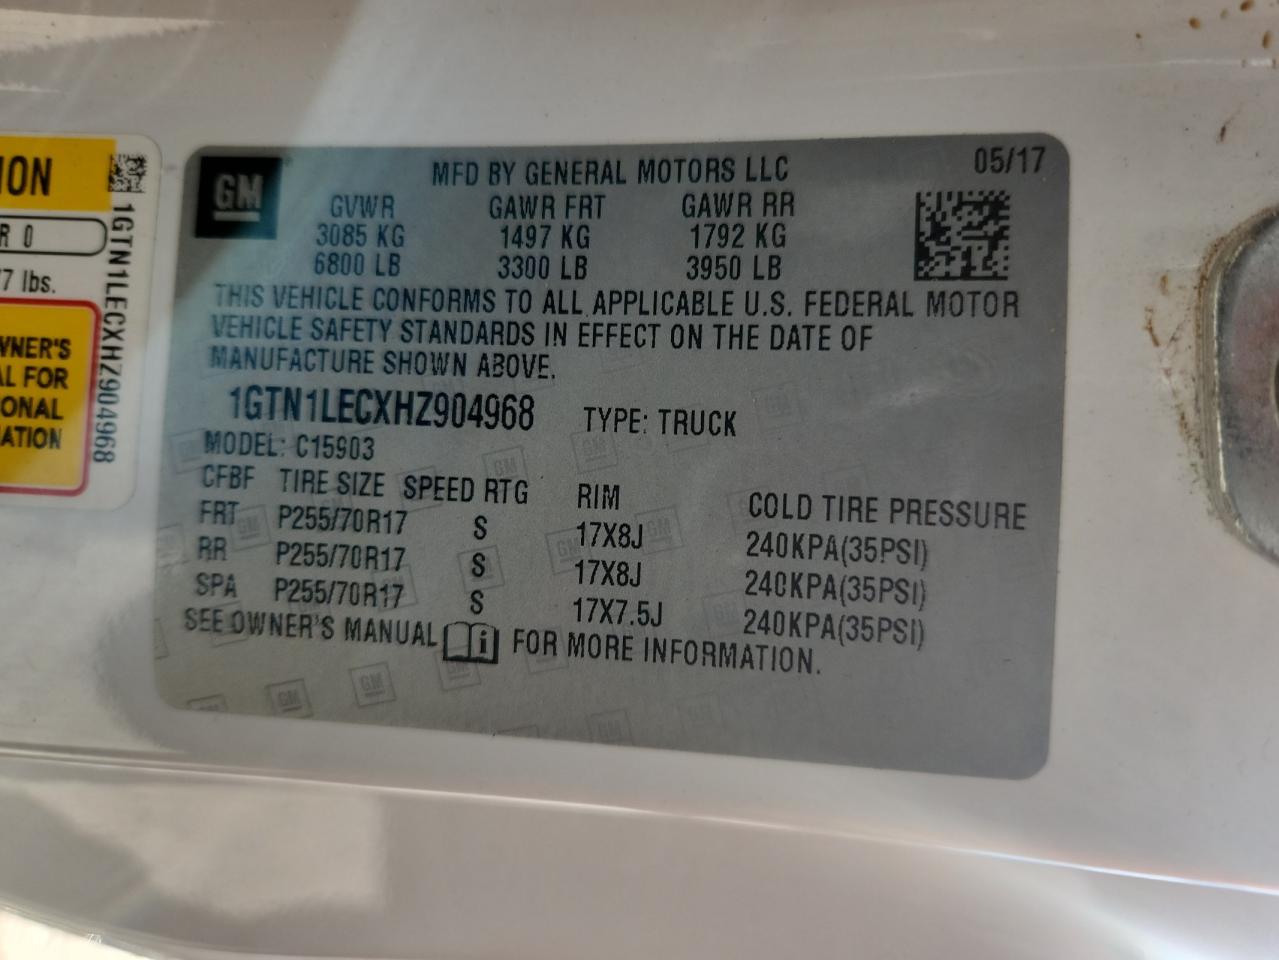 ION
R 0
7 lbs.
WNER'S
AL FOR
IONAL
ATION
1GTN1LECXHZ904968
GM
MFD BY GENERAL MOTORS LLC 05/17
GVWR GAWR FRT GAWR RR
3085 KG 1497 KG 1792 KG
6800 LB 3300 LB 3950 LB
THIS VEHICLE CONFORMS TO ALL APPLICABLE U.S. FEDERAL MOTOR
VEHICLE SAFETY STANDARDS IN EFFECT ON THE DATE OF
MANUFACTURE SHOWN ABOVE.
1GTN1LECXHZ904968 TYPE: TRUCK
MODEL: C15903
CFBF TIRE SIZE SPEED RTG RIM COLD TIRE PRESSURE
FRT P255/70R17 S 17X8J 240KPA(35PSI)
RR P255/70R17 S 17X8J 240KPA(35PSI)
SPA P255/70R17 S 17X7.5J 240KPA(35PSI)
SEE OWNER'S MANUAL i FOR MORE INFORMATION.